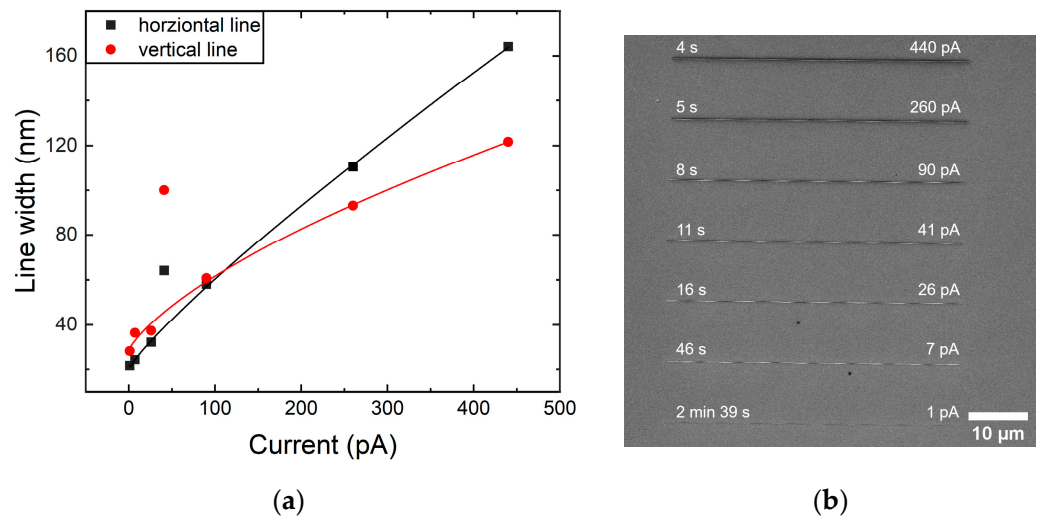 horziontal line
vertical line
160
120
80
40
Line width (nm)
0 100 200 300 400 500
Current (pA)
(a)
4 s 440 pA
5 s 260 pA
8 s 90 pA
11 s 41 pA
16 s 26 pA
46 s 7 pA
2 min 39 s 1 pA
10 μm
(b)